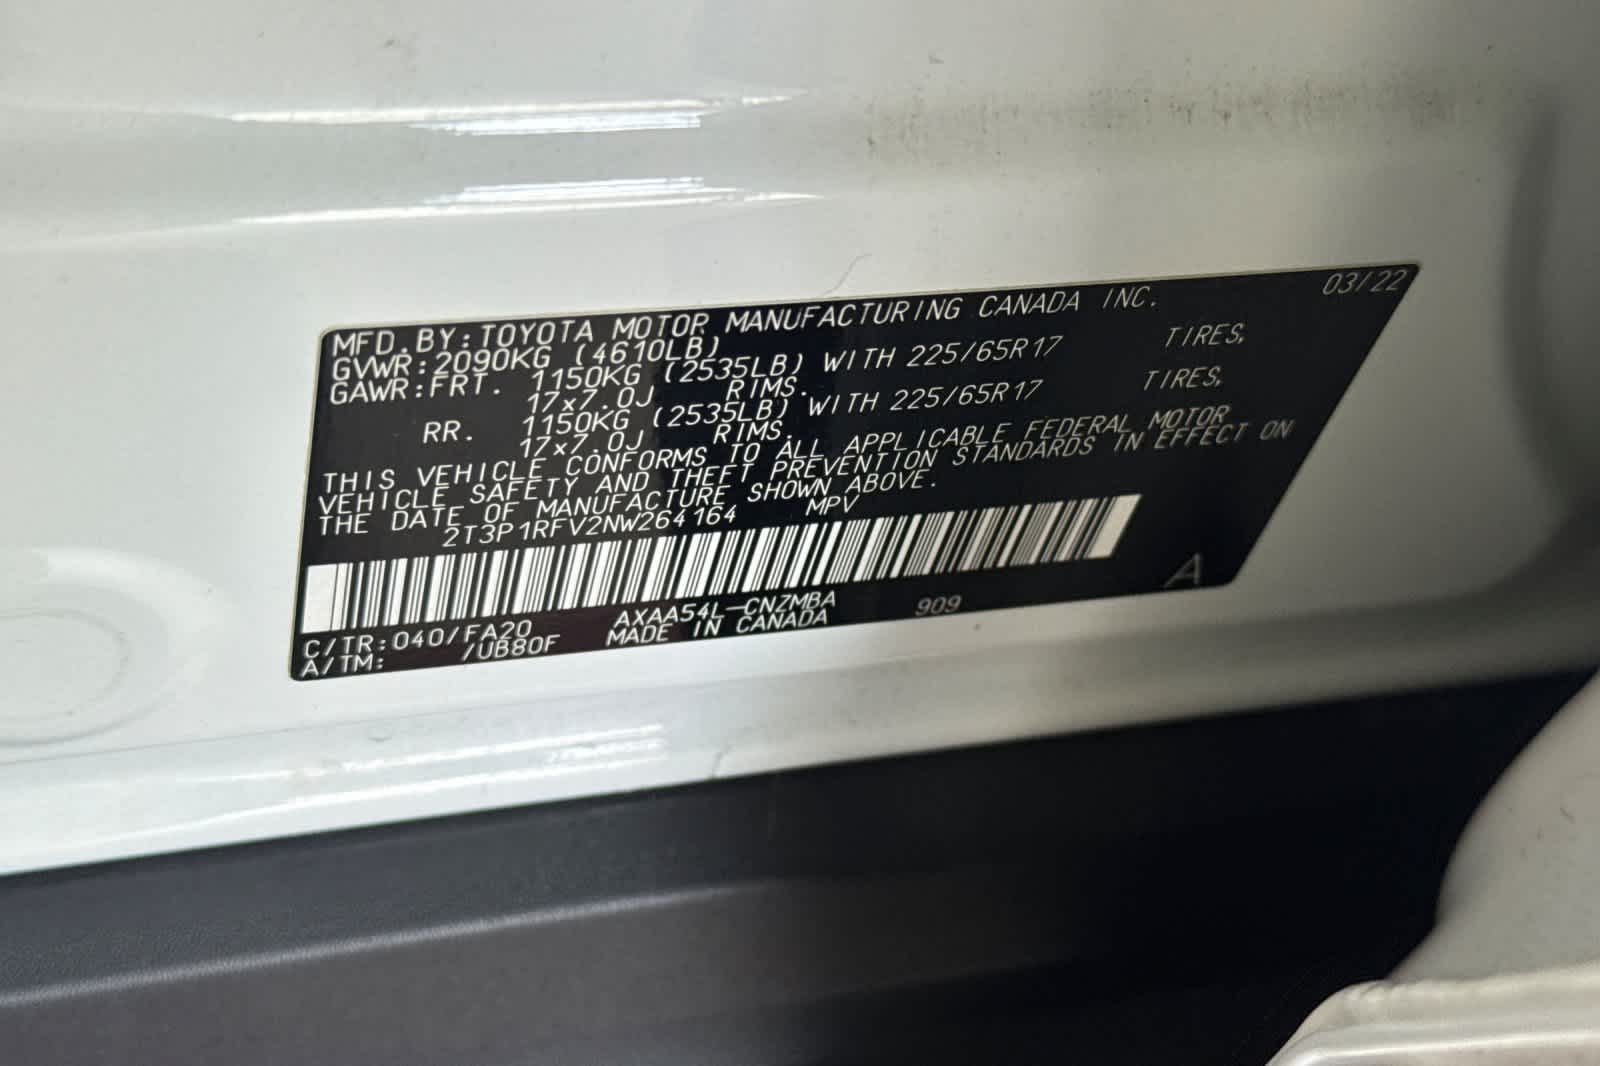 03/22
MFD.BY:TOYOTA MOTOR MANUFACTURING CANADA INC.
GVWR:2090KG (4610LB)
GAWR:FRT. 1150KG (2535LB) WITH 225/65R17 TIRES,
17x7.0J RIMS.
RR. 1150KG (2535LB) WITH 225/65R17 TIRES,
17x7.0J RIMS.
THIS VEHICLE CONFORMS TO ALL APPLICABLE FEDERAL MOTOR
VEHICLE SAFETY AND THEFT PREVENTION STANDARDS IN EFFECT ON
THE DATE OF MANUFACTURE SHOWN ABOVE.
2T3P1RFV2NW264164 MPV
A
C/TR:040/FA20 AXAA54L-CNZMBA 909
A/TM: /UB80F MADE IN CANADA